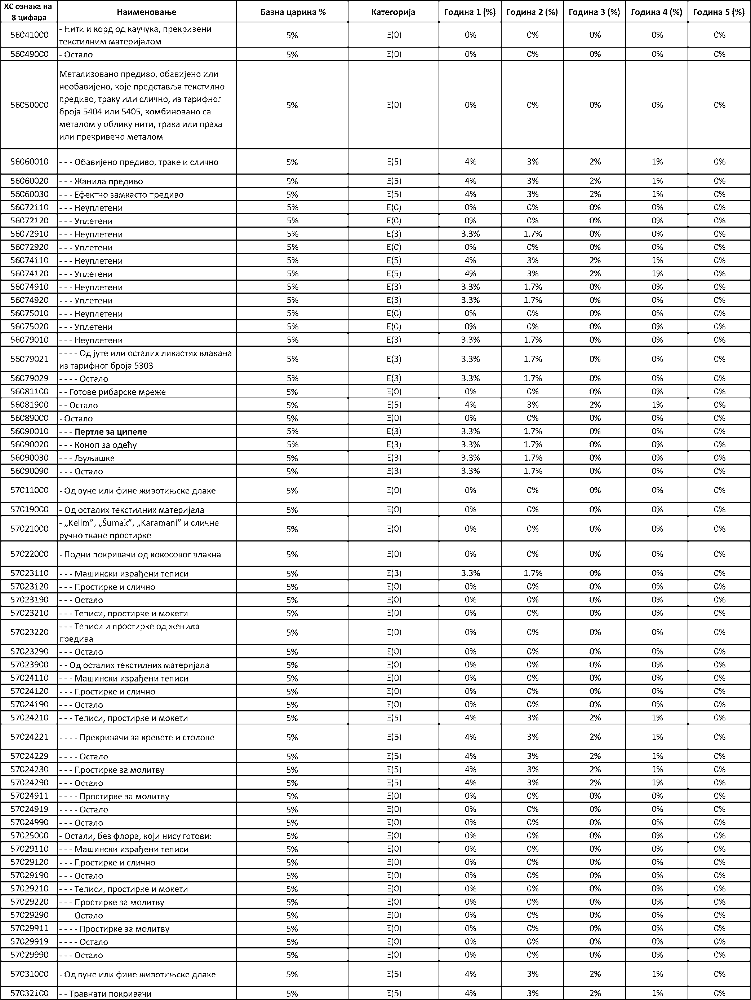 ХС ознака на 8 цифара Наименовање Базна царина % Категорија Година 1 (%) Година 2 (%) Година 3 (%) Година 4 (%) Година 5 (%)
56041000 - Нити и корд од каучука, прекривени текстилним материјалом 5% E(0) 0% 0% 0% 0% 0%
56049000 - Остало 5% E(0) 0% 0% 0% 0% 0%
56050000 Метализовано предиво, обавијено или необавијено, које представља текстилно предиво, траку или слично, из тарифног броја 5404 или 5405, комбиновано са металом у облику нити, трака или праха или прекривено металом 5% E(0) 0% 0% 0% 0% 0%
56060010 - - - Обавијено предиво, траке и слично 5% E(5) 4% 3% 2% 1% 0%
56060020 - - - Жанила предиво 5% E(5) 4% 3% 2% 1% 0%
56060030 - - - Ефектно замкасто предиво 5% E(5) 4% 3% 2% 1% 0%
56072110 - - - Неуплетени 5% E(0) 0% 0% 0% 0% 0%
56072120 - - - Уплетени 5% E(0) 0% 0% 0% 0% 0%
56072910 - - - Неуплетени 5% E(3) 3.3% 1.7% 0% 0% 0%
56072920 - - - Уплетени 5% E(0) 0% 0% 0% 0% 0%
56074110 - - - Неуплетени 5% E(5) 4% 3% 2% 1% 0%
56074120 - - - Уплетени 5% E(5) 4% 3% 2% 1% 0%
56074910 - - - Неуплетени 5% E(3) 3.3% 1.7% 0% 0% 0%
56074920 - - - Уплетени 5% E(3) 3.3% 1.7% 0% 0% 0%
56075010 - - - Неуплетени 5% E(0) 0% 0% 0% 0% 0%
56075020 - - - Уплетени 5% E(0) 0% 0% 0% 0% 0%
56079010 - - - Неуплетени 5% E(3) 3.3% 1.7% 0% 0% 0%
56079021 - - - - Од јуте или осталих ликастих влакана из тарифног броја 5303 5% E(3) 3.3% 1.7% 0% 0% 0%
56079029 - - - - Остало 5% E(3) 3.3% 1.7% 0% 0% 0%
56081100 - - Готове рибарске мреже 5% E(0) 0% 0% 0% 0% 0%
56081900 - - Остало 5% E(5) 4% 3% 2% 1% 0%
56089000 - Остало 5% E(0) 0% 0% 0% 0% 0%
56090010 - - - Пертле за ципеле 5% E(3) 3.3% 1.7% 0% 0% 0%
56090020 - - - Коноп за одећу 5% E(3) 3.3% 1.7% 0% 0% 0%
56090030 - - - Љуљашке 5% E(3) 3.3% 1.7% 0% 0% 0%
56090090 - - - Остало 5% E(3) 3.3% 1.7% 0% 0% 0%
57011000 - Од вуне или фине животињске длаке 5% E(0) 0% 0% 0% 0% 0%
57019000 - Од осталих текстилних материјала 5% E(0) 0% 0% 0% 0% 0%
57021000 - „Kelim”, „Šumak”, „Karamani” и сличне ручно ткане простирке 5% E(0) 0% 0% 0% 0% 0%
57022000 - Подни покривачи од кокосовог влакна 5% E(0) 0% 0% 0% 0% 0%
57023110 - - - Машински израђени теписи 5% E(3) 3.3% 1.7% 0% 0% 0%
57023120 - - - Простирке и слично 5% E(0) 0% 0% 0% 0% 0%
57023190 - - - Остало 5% E(0) 0% 0% 0% 0% 0%
57023210 - - - Теписи, простирке и мокети 5% E(0) 0% 0% 0% 0% 0%
57023220 - - - Теписи и простирке од женила предива 5% E(0) 0% 0% 0% 0% 0%
57023290 - - - Остало 5% E(0) 0% 0% 0% 0% 0%
57023900 - - Од осталих текстилних материјала 5% E(0) 0% 0% 0% 0% 0%
57024110 - - - Машински израђени теписи 5% E(0) 0% 0% 0% 0% 0%
57024120 - - - Простирке и слично 5% E(0) 0% 0% 0% 0% 0%
57024190 - - - Остало 5% E(0) 0% 0% 0% 0% 0%
57024210 - - - Теписи, простирке и мокети 5% E(5) 4% 3% 2% 1% 0%
57024221 - - - - Прекривачи за кревете и столове 5% E(5) 4% 3% 2% 1% 0%
57024229 - - - - Остало 5% E(5) 4% 3% 2% 1% 0%
57024230 - - - Простирке за молитву 5% E(5) 4% 3% 2% 1% 0%
57024290 - - - Остало 5% E(5) 4% 3% 2% 1% 0%
57024911 - - - - Простирке за молитву 5% E(0) 0% 0% 0% 0% 0%
57024919 - - - - Остало 5% E(0) 0% 0% 0% 0% 0%
57024990 - - - Остало 5% E(0) 0% 0% 0% 0% 0%
57025000 - Остали, без флора, који нису готови: 5% E(0) 0% 0% 0% 0% 0%
57029110 - - - Машински израђени теписи 5% E(0) 0% 0% 0% 0% 0%
57029120 - - - Простирке и слично 5% E(0) 0% 0% 0% 0% 0%
57029190 - - - Остало 5% E(0) 0% 0% 0% 0% 0%
57029210 - - - Теписи, простирке и мокети 5% E(0) 0% 0% 0% 0% 0%
57029220 - - - Простирке за молитву 5% E(0) 0% 0% 0% 0% 0%
57029290 - - - Остало 5% E(0) 0% 0% 0% 0% 0%
57029911 - - - - Простирке за молитву 5% E(0) 0% 0% 0% 0% 0%
57029919 - - - - Остало 5% E(0) 0% 0% 0% 0% 0%
57029990 - - - Остало 5% E(0) 0% 0% 0% 0% 0%
57031000 - Од вуне или фине животињске длаке 5% E(5) 4% 3% 2% 1% 0%
57032100 - - Травнати покривачи 5% E(5) 4% 3% 2% 1% 0%